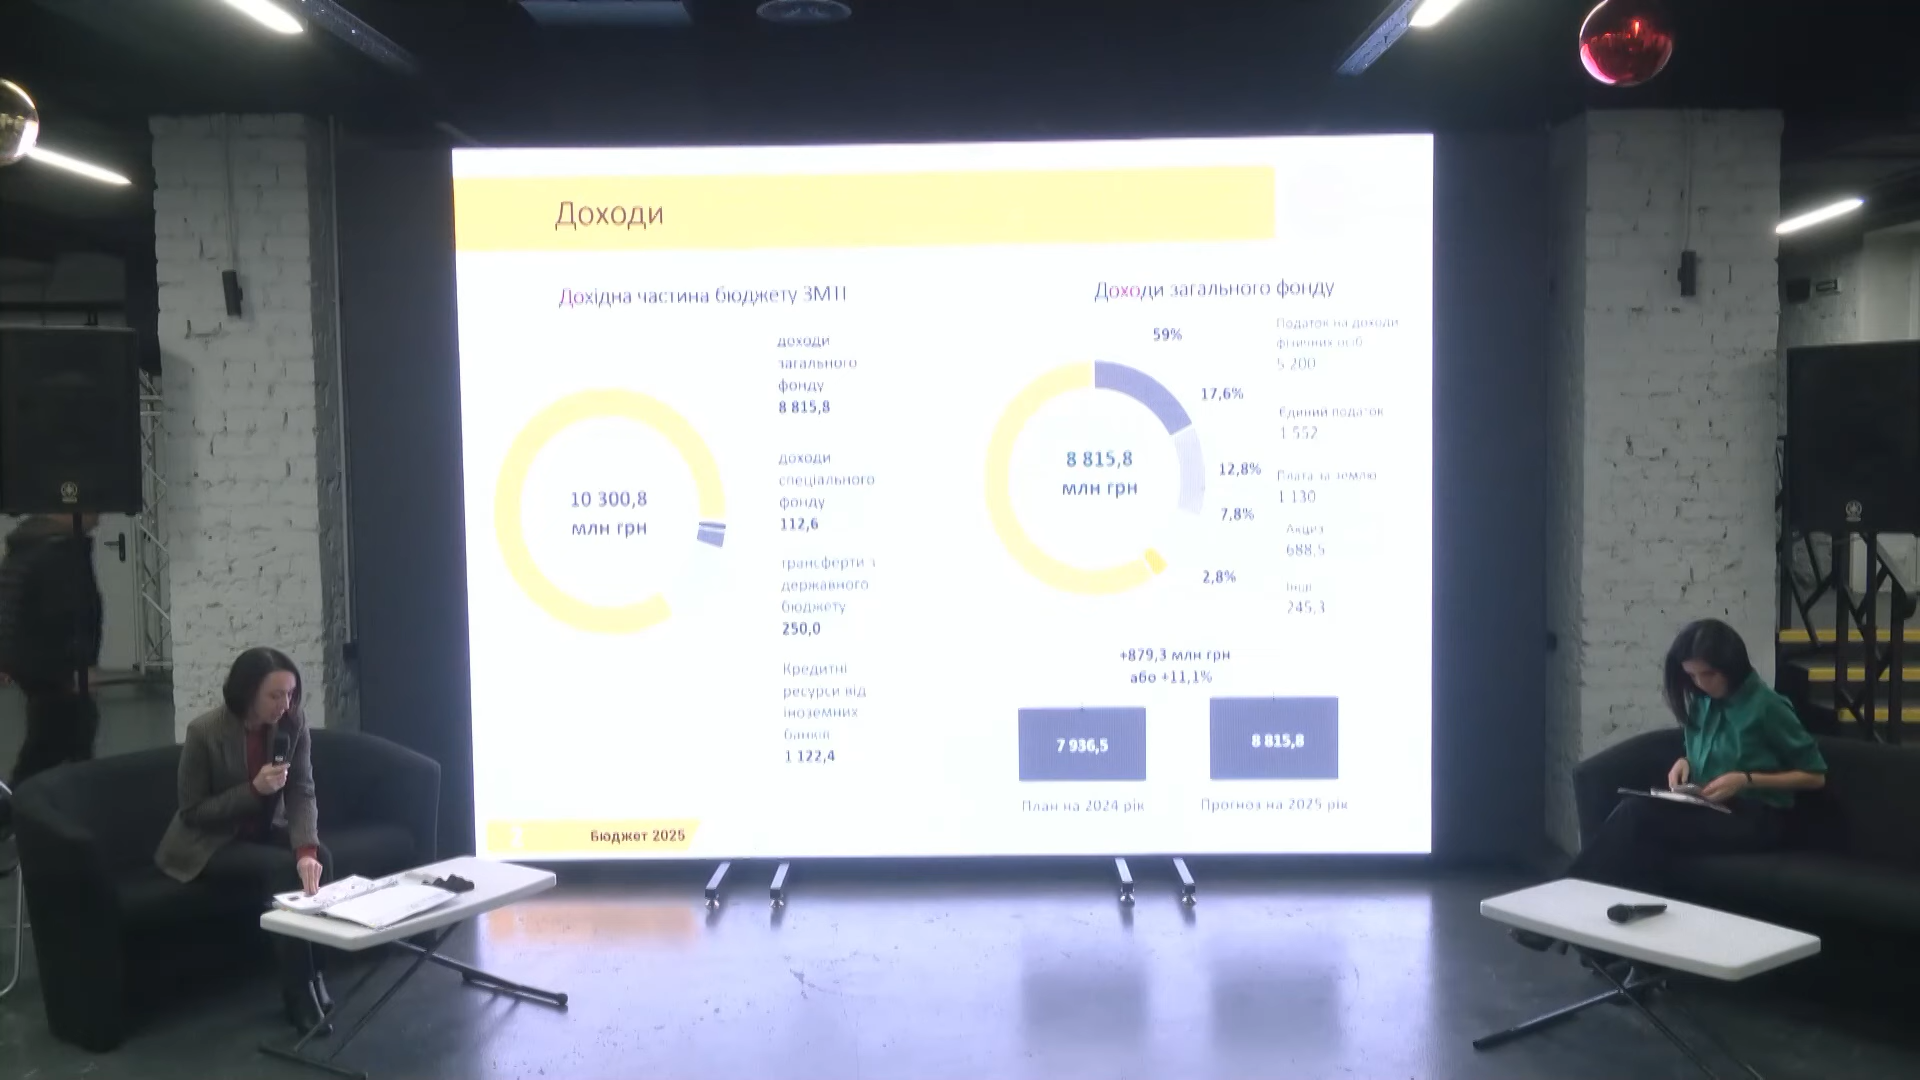 Доходи
Дохідна частина бюджету ЗМТГ
10 300,8
млн грн
доходи
загального
фонду
8 815,8
доходи
спеціального
фонду
112,6
трансферти з
державного
бюджету
250,0
Кредитні
ресурси від
іноземних
банків
1 122,4
Доходи загального фонду
8 815,8
млн грн
59%
17,6%
12,8%
7,8%
2,8%
Податок на доходи
фізичних осіб
5 200
Єдиний податок
1 552
Плата за землю
1 130
Акциз
688,5
Інші
245,3
+879,3 млн грн
або +11,1%
7 936,5
8 815,8
План на 2024 рік
Прогноз на 2025 рік
Бюджет 2025